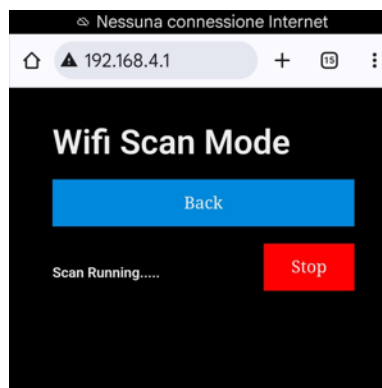 Nessuna connessione Internet
192.168.4.1
15
Wifi Scan Mode
Back
Scan Running.....
Stop